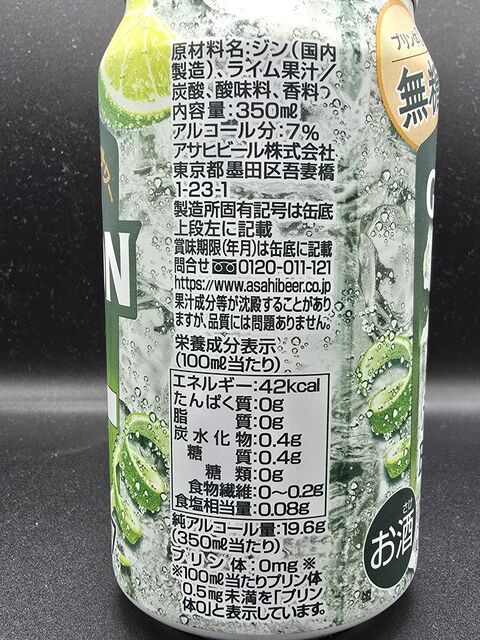 原材料名:ジン(国内
製造)、ライム果汁/
炭酸、酸味料、香料
内容量:350mℓ
アルコール分:7%
アサヒビール株式会社
東京都墨田区吾妻橋
1-23-1
製造所固有記号は缶底
上段左に記載
賞味期限(年月)は缶底に記載
問合せ 0120-011-121
https://www.asahibeer.co.jp
果汁成分等が沈殿することがあり
ますが、品質には問題ありません。
栄養成分表示
(100mℓ当たり)
エネルギー:42kcal
たんぱく質:0g
脂質:0g
炭水化物:0.4g
糖質:0.4g
糖類:0g
食物繊維:0~0.2g
食塩相当量:0.08g
純アルコール量:19.6g
(350mℓ当たり)
プリン体:0mg※
※100mℓ当たりプリン体
0.5mg未満を「プリン
体0」と表示しています。
プリン
無糖
お酒
さけ